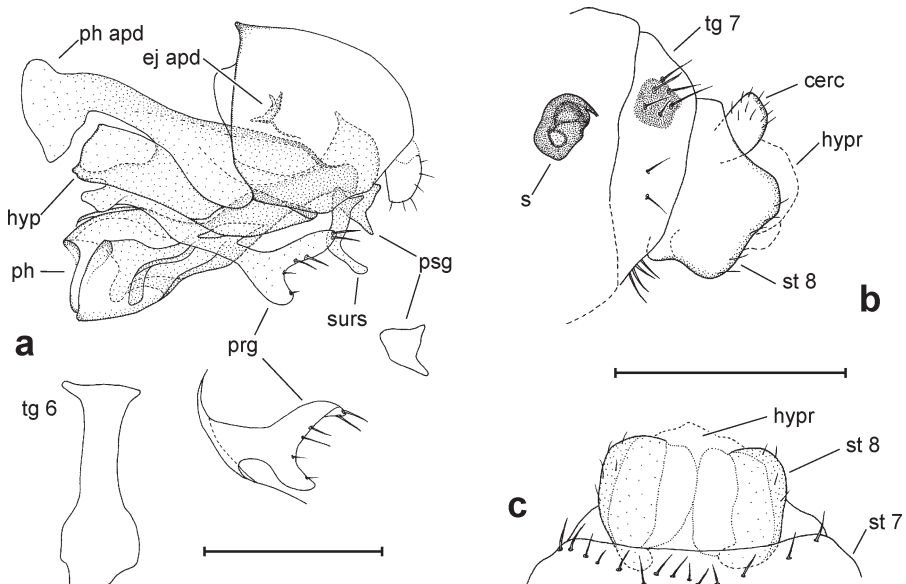 ph apd
ej apd
hyp
ph
psg
surs
prg
a
tg 6
tg 7
cerc
hypr
s
st 8
b
hypr
st 8
c
st 7